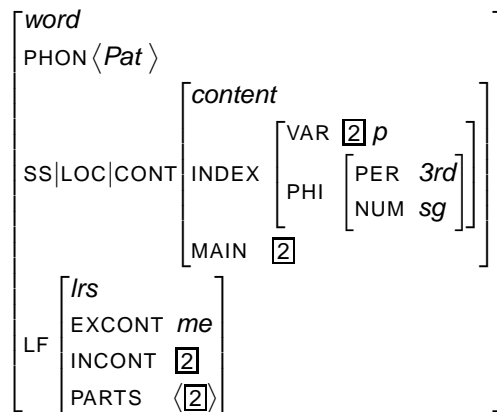 word
PHON ⟨Pat⟩
content
VAR 2 p
SS|LOC|CONT INDEX PHI PER 3rd
NUM sg
MAIN 2
lrs
EXCONT me
LF INCONT 2
PARTS ⟨2⟩